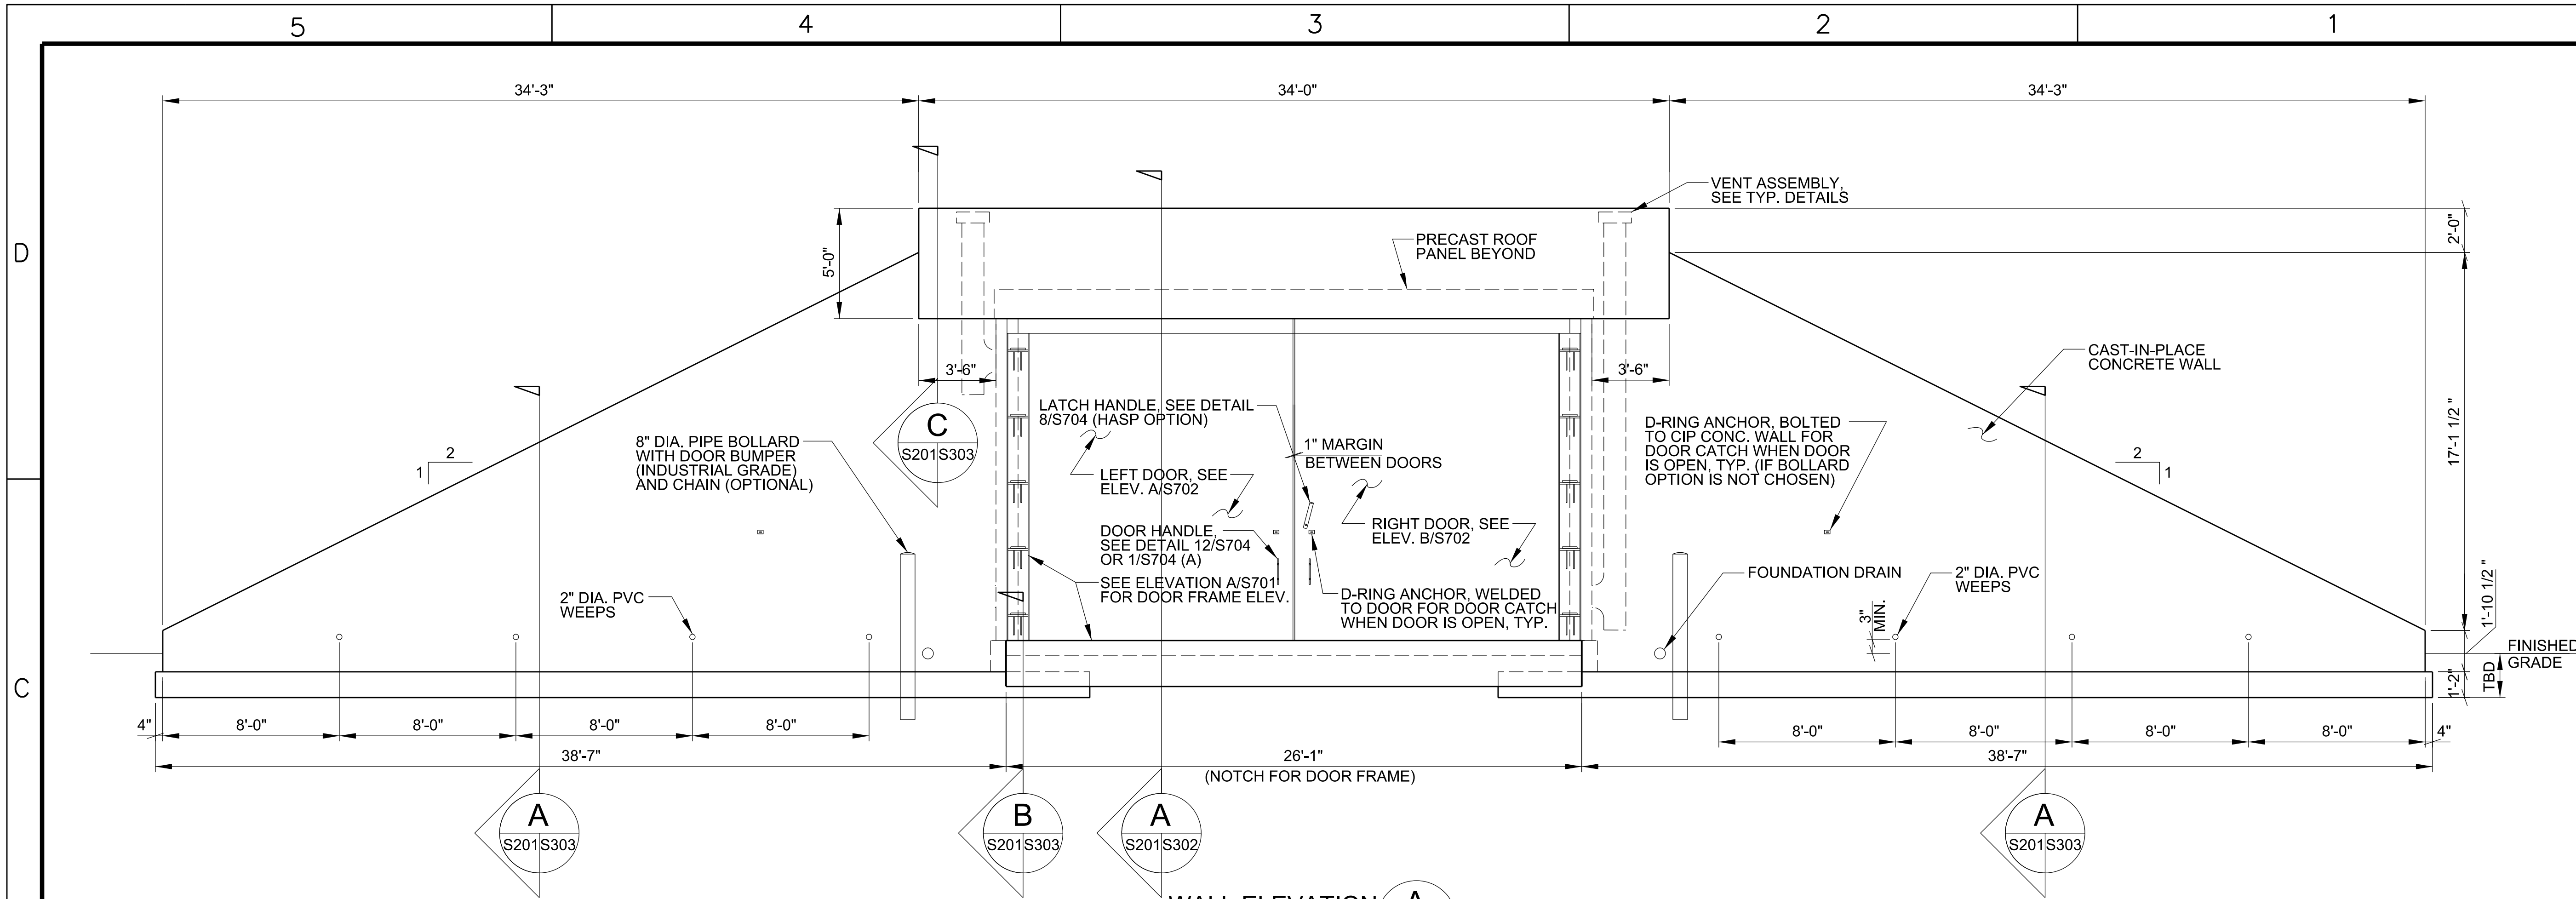 5
4
3
2
1
34'-3"
34'-0"
34'-3"
VENT ASSEMBLY,
SEE TYP. DETAILS
D
5'-0"
PRECAST ROOF
PANEL BEYOND
2'-0"
CAST-IN-PLACE
CONCRETE WALL
3'-6"
3'-6"
17'-1 1/2 "
LATCH HANDLE, SEE DETAIL
8/S704 (HASP OPTION)
C
S201 S303
8" DIA. PIPE BOLLARD
WITH DOOR BUMPER
(INDUSTRIAL GRADE)
AND CHAIN (OPTIONAL)
D-RING ANCHOR, BOLTED
TO CIP CONC. WALL FOR
DOOR CATCH WHEN DOOR
IS OPEN, TYP. (IF BOLLARD
OPTION IS NOT CHOSEN)
1" MARGIN
BETWEEN DOORS
2
1
2
1
LEFT DOOR, SEE
ELEV. A/S702
RIGHT DOOR, SEE
ELEV. B/S702
DOOR HANDLE,
SEE DETAIL 12/S704
OR 1/S704 (A)
SEE ELEVATION A/S701
FOR DOOR FRAME ELEV.
D-RING ANCHOR, WELDED
TO DOOR FOR DOOR CATCH
WHEN DOOR IS OPEN, TYP.
FOUNDATION DRAIN
2" DIA. PVC
WEEPS
2" DIA. PVC
WEEPS
3"
MIN.
1'-10 1/2 "
FINISHED
GRADE
C
TBD
1'-2"
4"
8'-0"
8'-0"
8'-0"
8'-0"
8'-0"
8'-0"
8'-0"
8'-0"
4"
38'-7"
26'-1"
(NOTCH FOR DOOR FRAME)
38'-7"
A
S201 S303
B
S201 S303
A
S201 S302
A
S201 S303
WALL ELEVATION
A